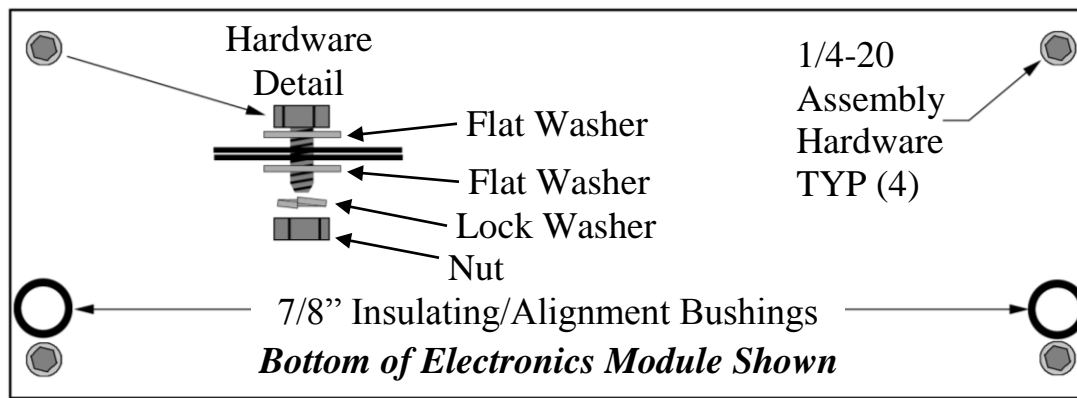 Hardware
Detail
Flat Washer
Flat Washer
Lock Washer
Nut
1/4-20
Assembly
Hardware
TYP (4)
7/8” Insulating/Alignment Bushings
Bottom of Electronics Module Shown